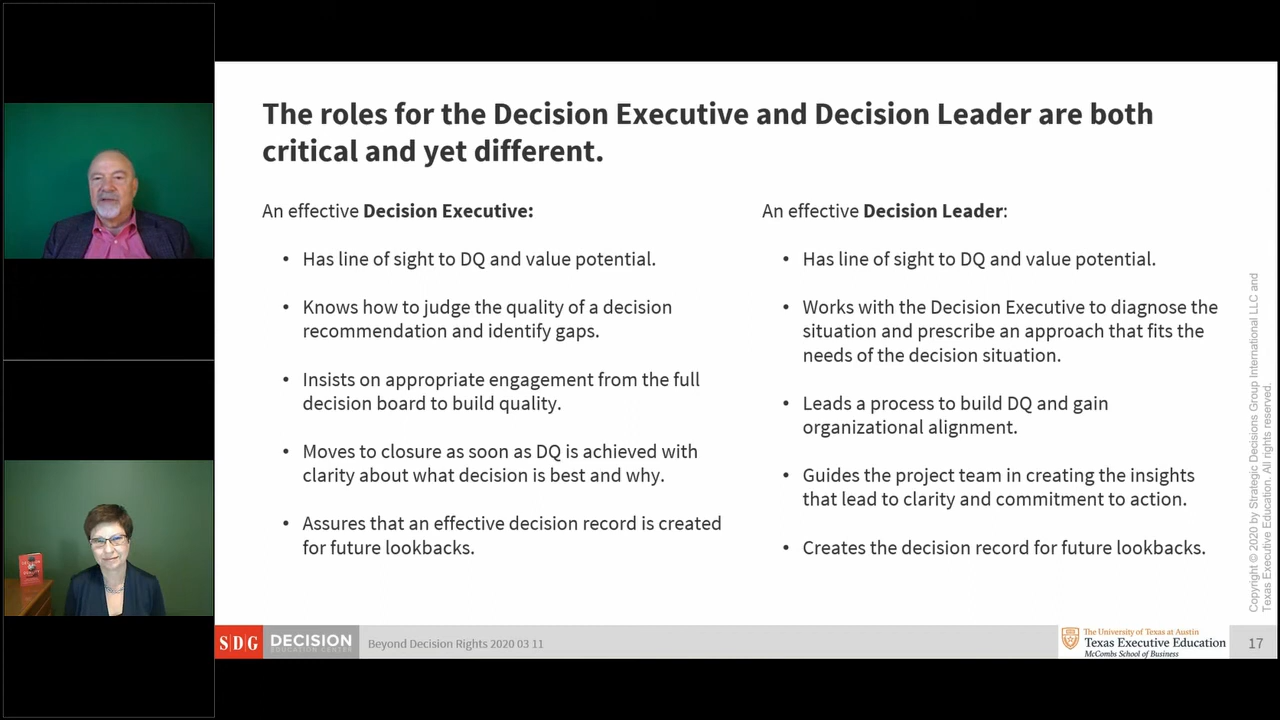 The roles for the Decision Executive and Decision Leader are both
critical and yet different.
An effective Decision Executive:
• Has line of sight to DQ and value potential.
• Knows how to judge the quality of a decision
recommendation and identify gaps.
• Insists on appropriate engagement from the full
decision board to build quality.
• Moves to closure as soon as DQ is achieved with
clarity about what decision is best and why.
• Assures that an effective decision record is created
for future lookbacks.
An effective Decision Leader:
• Has line of sight to DQ and value potential.
• Works with the Decision Executive to diagnose the
situation and prescribe an approach that fits the
needs of the decision situation.
• Leads a process to build DQ and gain
organizational alignment.
• Guides the project team in creating the insights
that lead to clarity and commitment to action.
• Creates the decision record for future lookbacks.
Copyright © 2020 by Strategic Decisions Group International LLC and
Texas Executive Education. All rights reserved.
SDG
DECISION
EDUCATION CENTER
Beyond Decision Rights 2020 03 11
The University of Texas at Austin
Texas Executive Education
McCombs School of Business
17